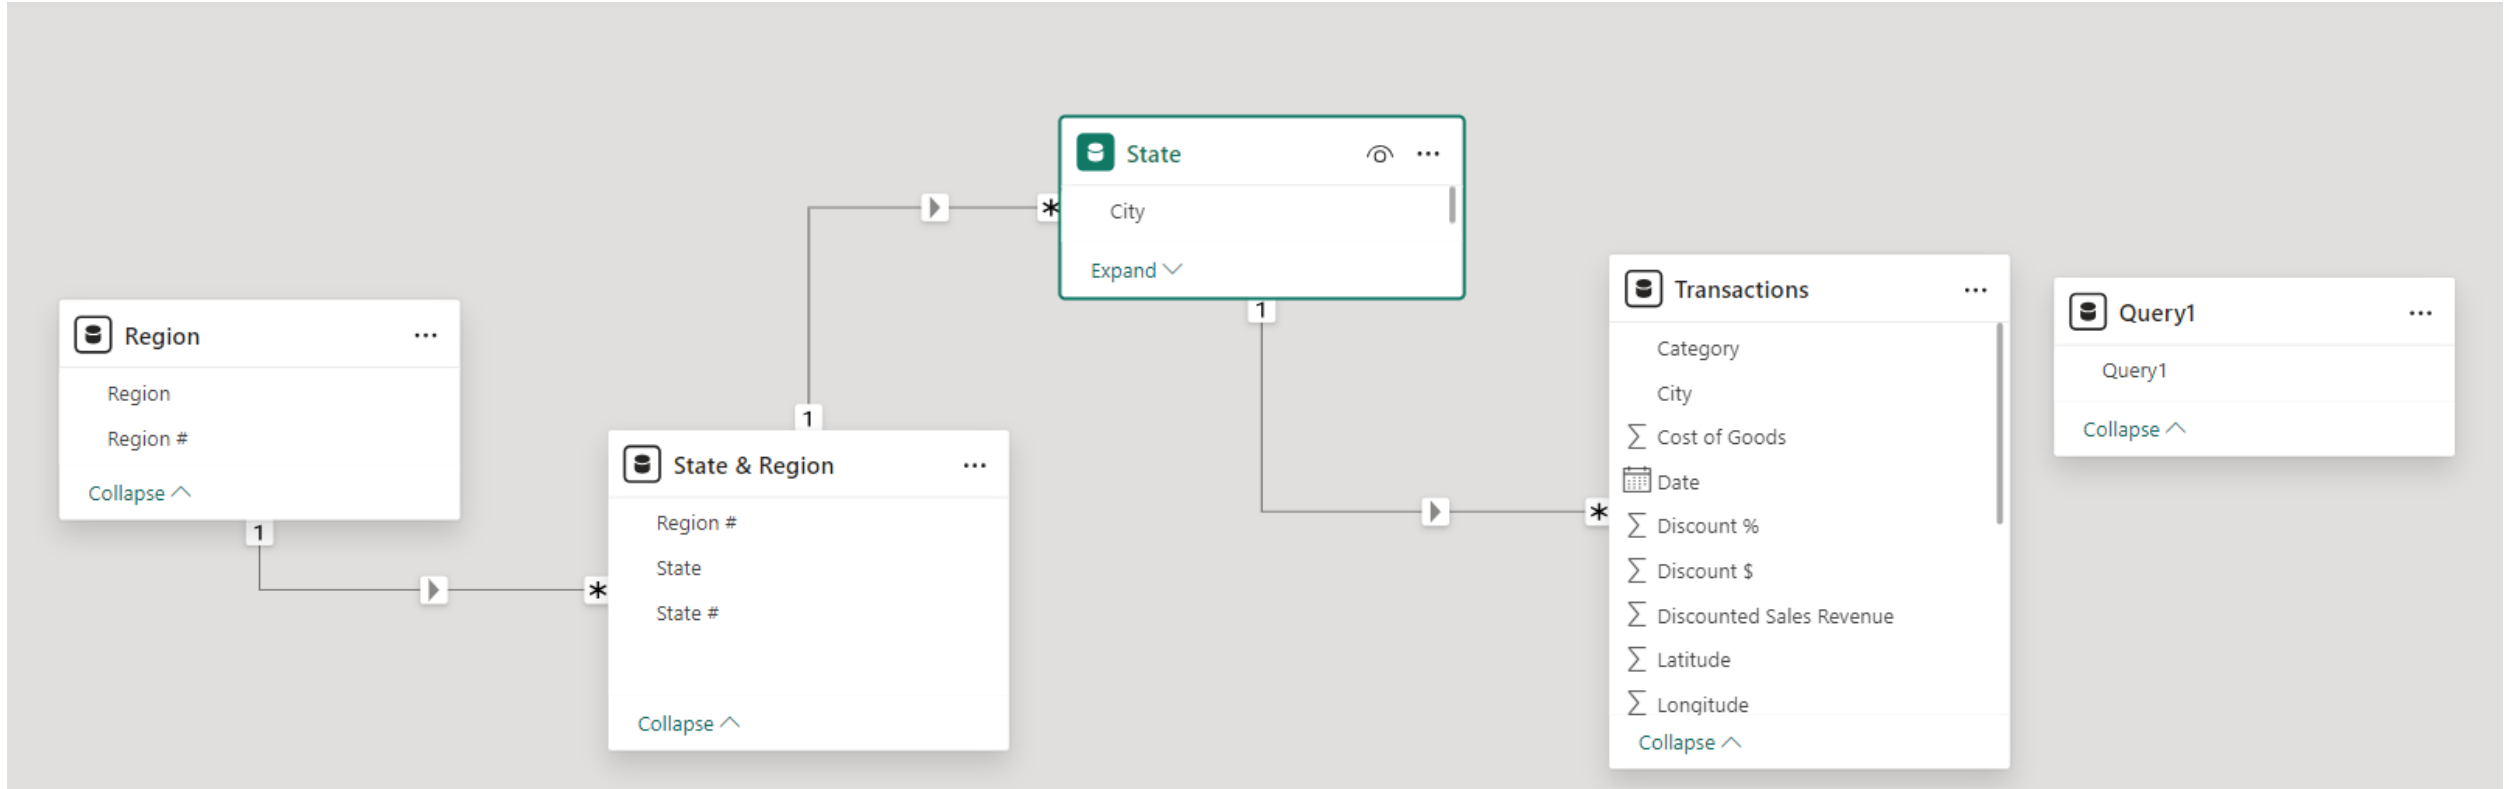 Region
Region
Region #
Collapse
1
*
1
*
State & Region
Region #
State
State #
Collapse
State
City
Expand
1
*
Transactions
Category
City
Cost of Goods
Date
Discount %
Discount $
Discounted Sales Revenue
Latitude
Longitude
Collapse
Query1
Query1
Collapse